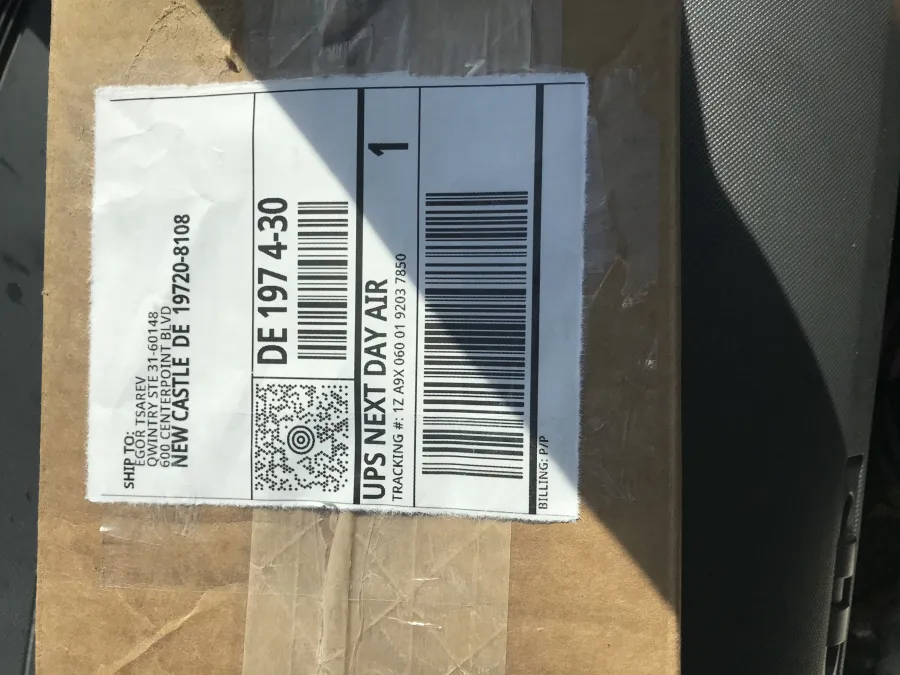 SHIP TO:
EGOR TSAREV
QWINTRY STE 31-60148
600 CENTERPOINT BLVD
NEW CASTLE DE 19720-8108
DE 197 4-30
UPS NEXT DAY AIR
1
TRACKING #: 1Z A9X 060 01 9203 7850
BILLING: P/P